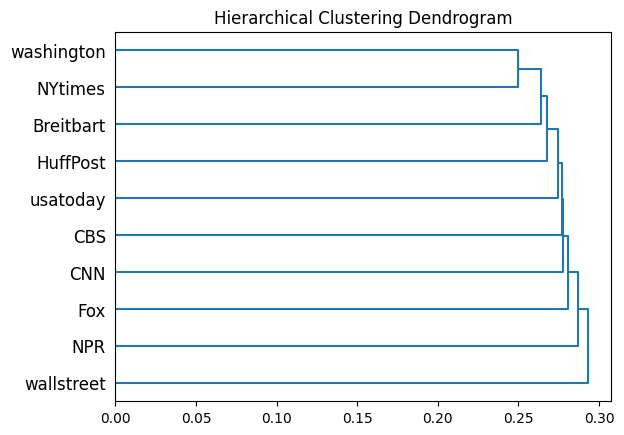 Hierarchical Clustering Dendrogram
washington
NYtimes
Breitbart
HuffPost
usatoday
CBS
CNN
Fox
NPR
wallstreet
0.00 0.05 0.10 0.15 0.20 0.25 0.30